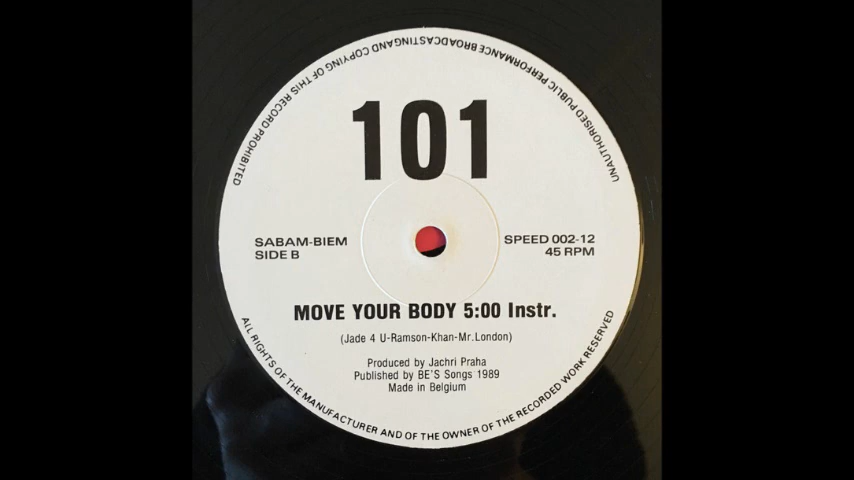 UNAUTHORISED PUBLIC PERFORMANCE BROADCASTINGAND COPYING OF THIS RECORD PROHIBITED
101
SABAM-BIEM
SIDE B
SPEED 002-12
45 RPM
MOVE YOUR BODY 5:00 Instr.
(Jade 4 U-Ramson-Khan-Mr.London)
Produced by Jachri Praha
Published by BE'S Songs 1989
Made in Belgium
ALL RIGHTS OF THE MANUFACTURER AND OF THE OWNER OF THE RECORDED WORK RESERVED